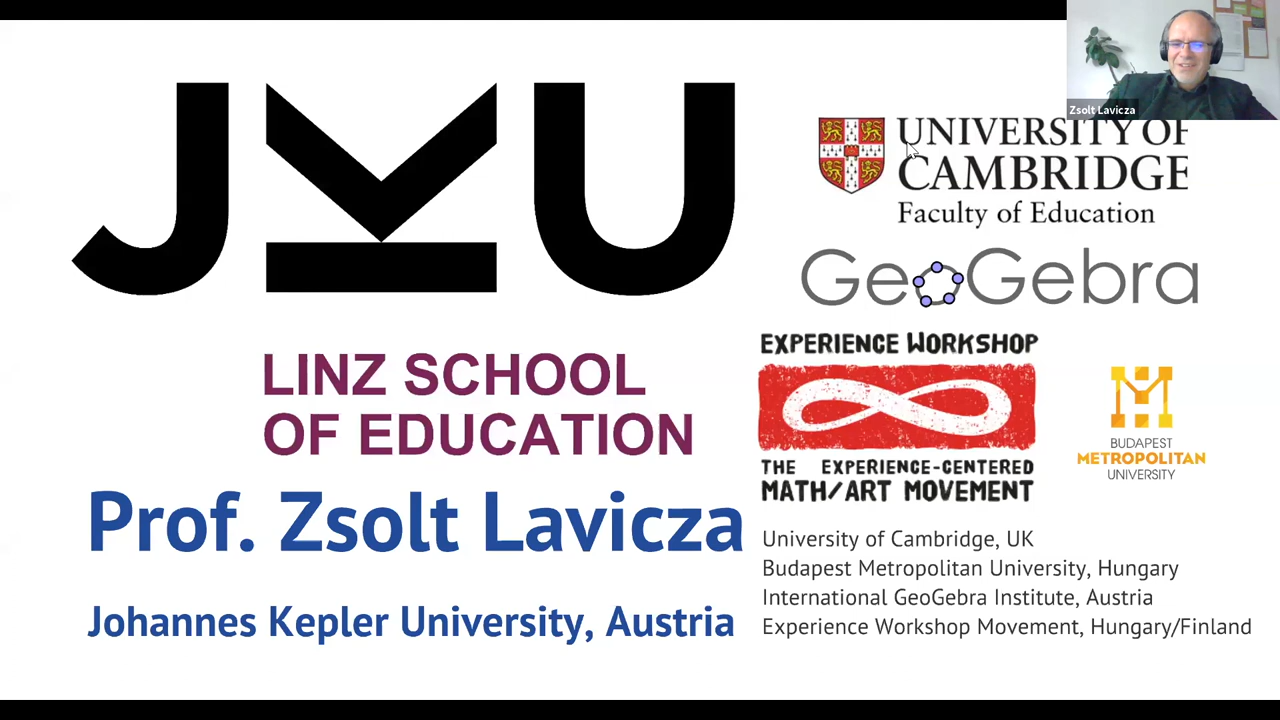 JKU
LINZ SCHOOL
OF EDUCATION
Prof. Zsolt Lavicza
Johannes Kepler University, Austria
Zsolt Lavicza
UNIVERSITY OF
CAMBRIDGE
Faculty of Education
GeoGebra
EXPERIENCE WORKSHOP
THE EXPERIENCE-CENTERED
MATH/ART MOVEMENT
BUDAPEST
METROPOLITAN
UNIVERSITY
University of Cambridge, UK
Budapest Metropolitan University, Hungary
International GeoGebra Institute, Austria
Experience Workshop Movement, Hungary/Finland